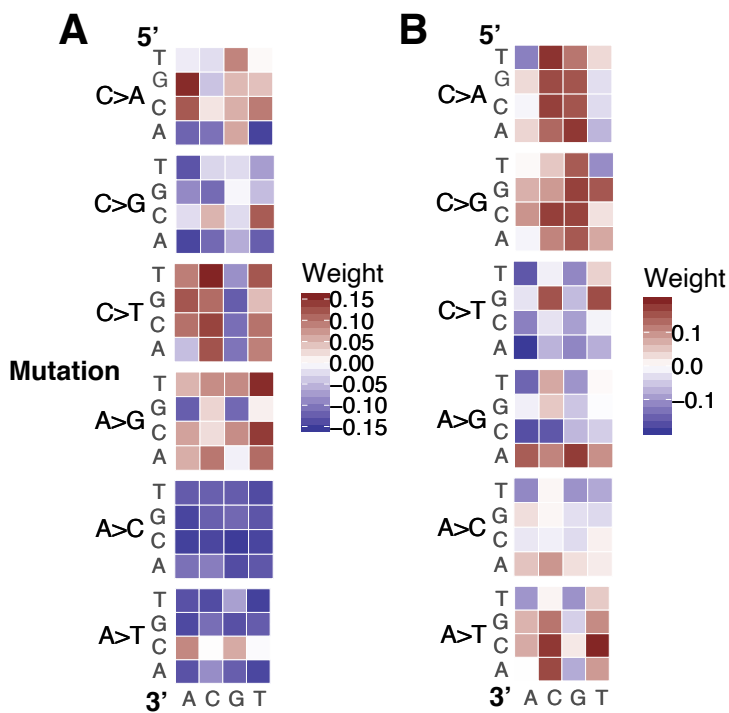 A
5’
T
G
C
A
C>A
T
G
C
A
C>G
T
G
C
A
C>T
T
G
C
A
A>G
T
G
C
A
A>C
T
G
C
A
A>T
Mutation
3’ A C G T
Weight
0.15
0.10
0.05
0.00
−0.05
−0.10
−0.15
B
5’
T
G
C
A
C>A
T
G
C
A
C>G
T
G
C
A
C>T
T
G
C
A
A>G
T
G
C
A
A>C
T
G
C
A
A>T
3’ A C G T
Weight
0.1
0.0
−0.1